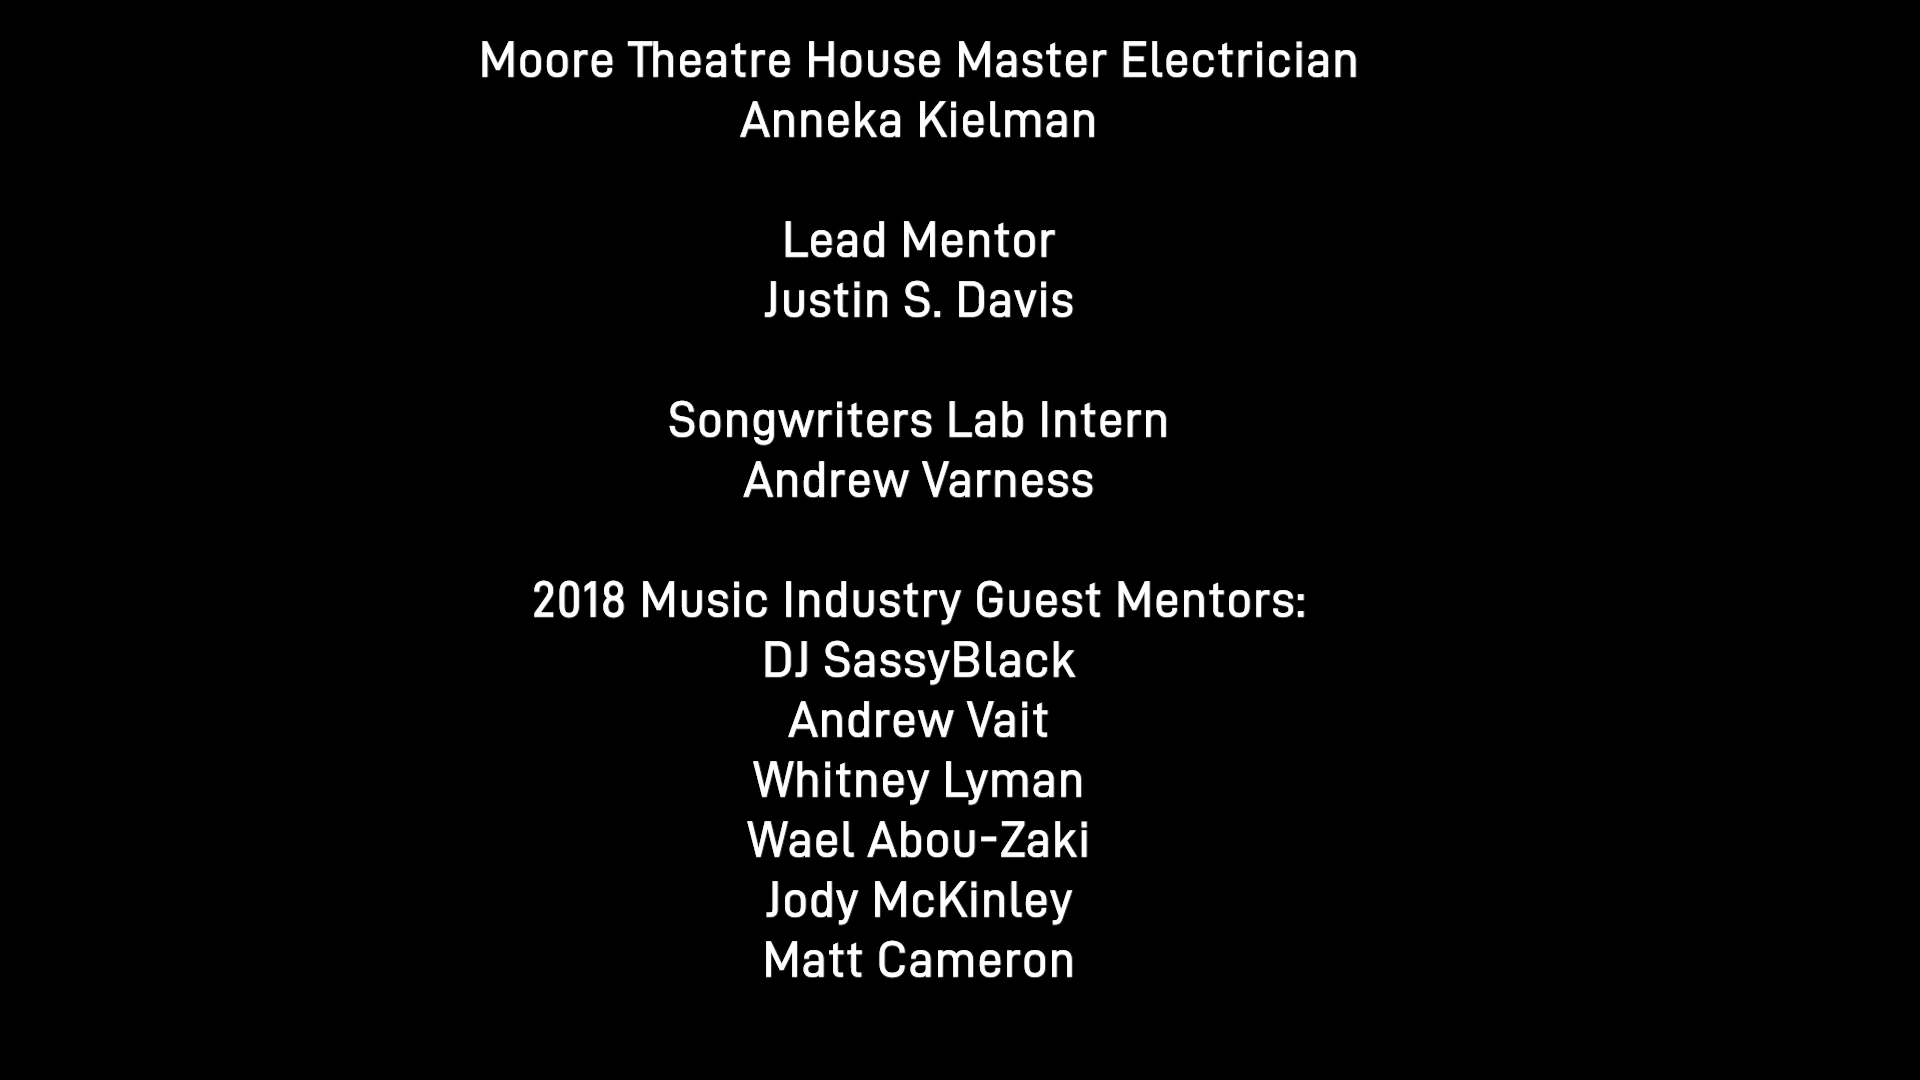 Moore Theatre House Master Electrician
Anneka Kielman
Lead Mentor
Justin S. Davis
Songwriters Lab Intern
Andrew Varness
2018 Music Industry Guest Mentors:
DJ SassyBlack
Andrew Vait
Whitney Lyman
Wael Abou-Zaki
Jody McKinley
Matt Cameron